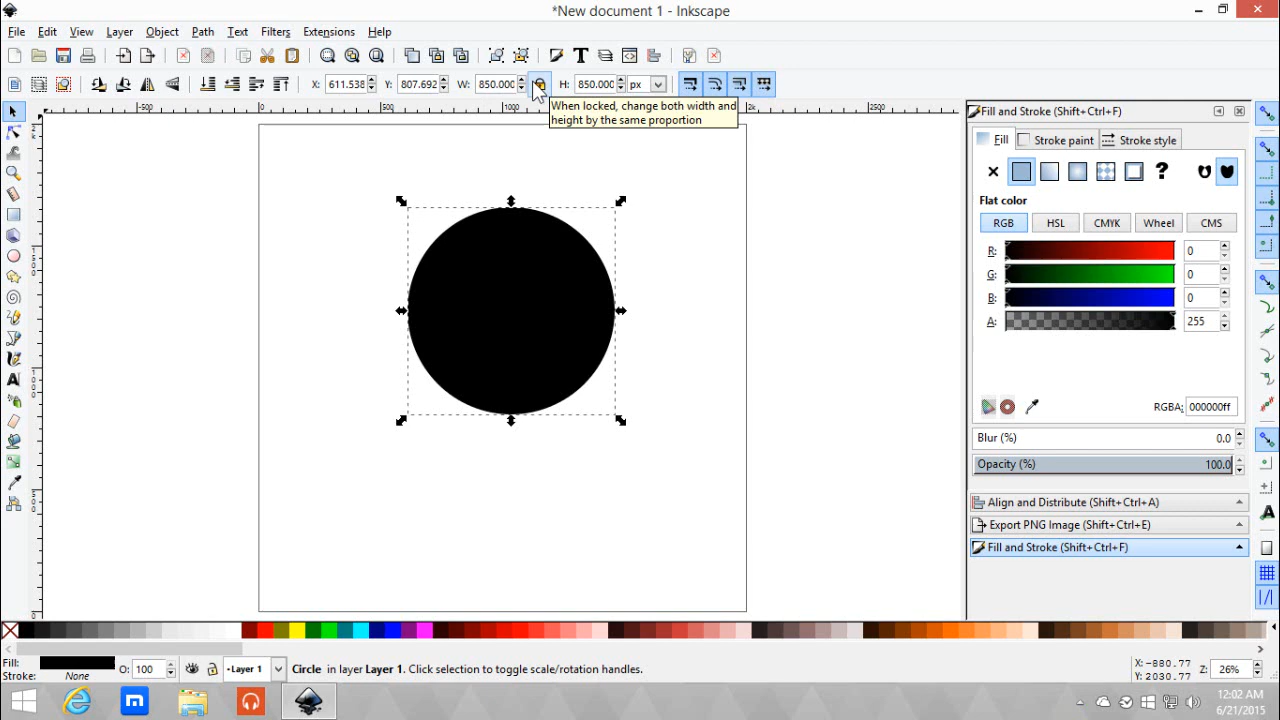 *New document 1 - Inkscape
File Edit View Layer Object Path Text Filters Extensions Help
X: 611.538 Y: 807.692 W: 850.000 H: 850.000 px
When locked, change both width and
height by the same proportion
Fill and Stroke (Shift+Ctrl+F)
Fill Stroke paint Stroke style
Flat color
RGB HSL CMYK Wheel CMS
R: 0
G: 0
B: 0
A: 255
RGBA: 000000ff
Blur (%) 0.0
Opacity (%) 100.0
Align and Distribute (Shift+Ctrl+A)
Export PNG Image (Shift+Ctrl+E)
Fill and Stroke (Shift+Ctrl+F)
Fill:
Stroke: None
O: 100
Layer 1
Circle in layer Layer 1. Click selection to toggle scale/rotation handles.
X: -880.77
Y: 2030.77
Z: 26%
12:02 AM
6/21/2015